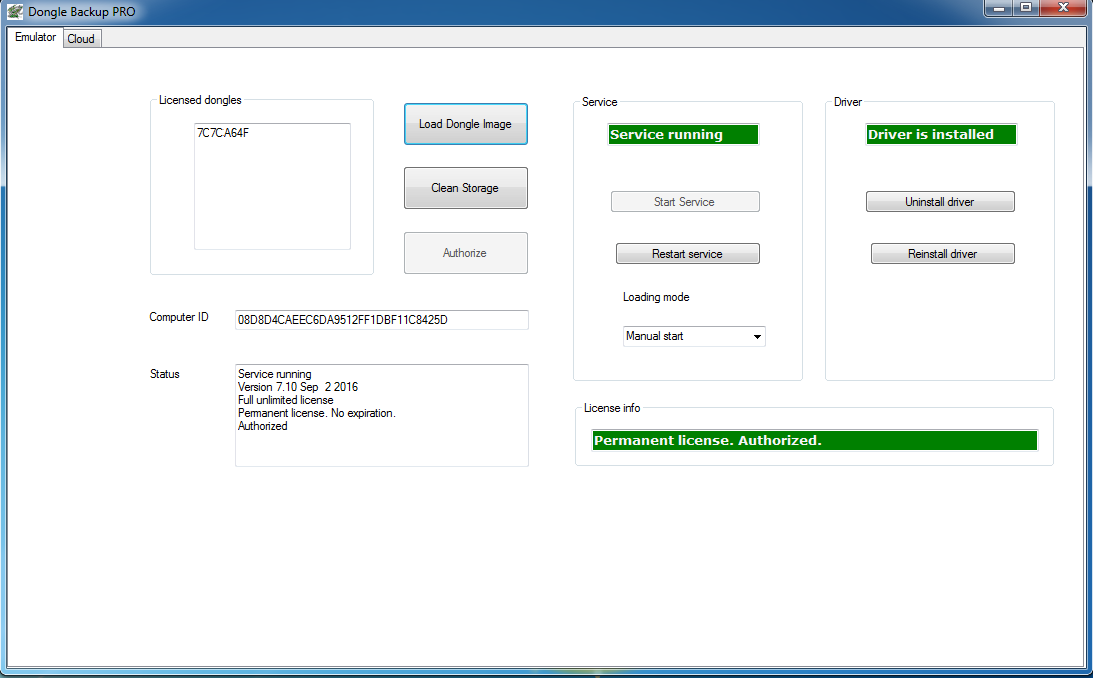 Dongle Backup PRO
Emulator
Cloud
Licensed dongles
7C7CA64F
Load Dongle Image
Clean Storage
Authorize
Computer ID
08D8D4CAEEC6DA9512FF1DBF11C8425D
Status
Service running
Version 7.10 Sep  2 2016
Full unlimited license
Permanent license. No expiration.
Authorized
Service
Service running
Start Service
Restart service
Loading mode
Manual start
Driver
Driver is installed
Uninstall driver
Reinstall driver
License info
Permanent license. Authorized.